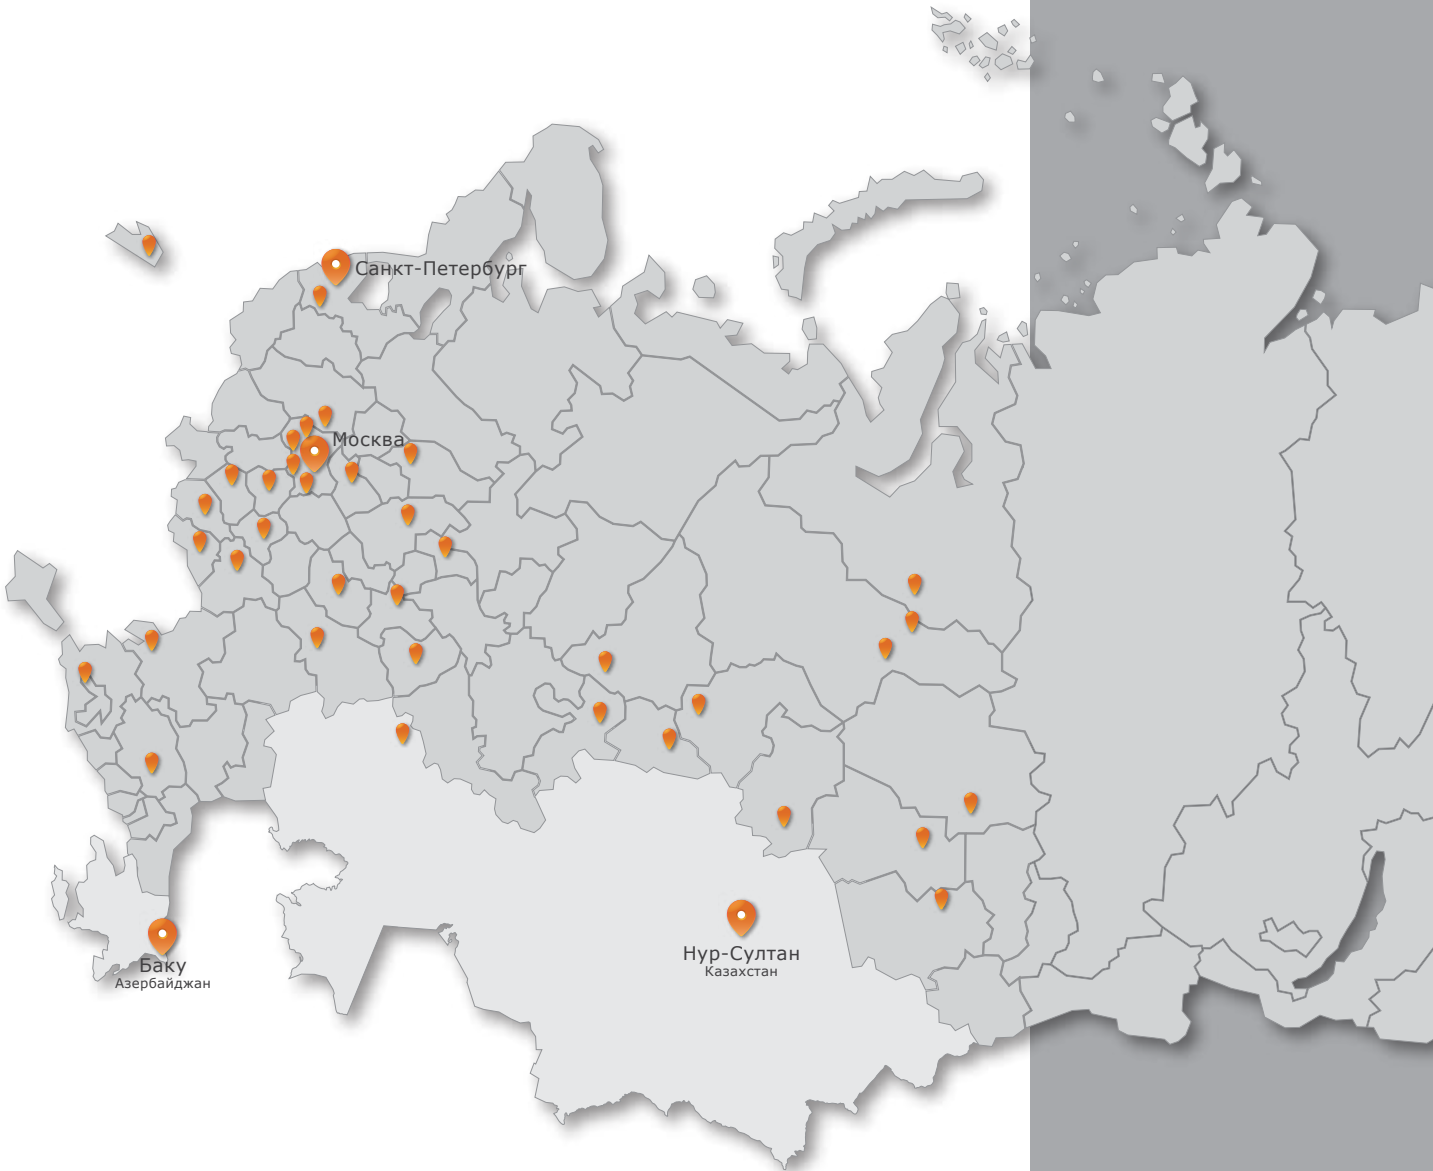 Санкт-Петербург
Москва
Нур-Султан
Казахстан
Баку
Азербайджан